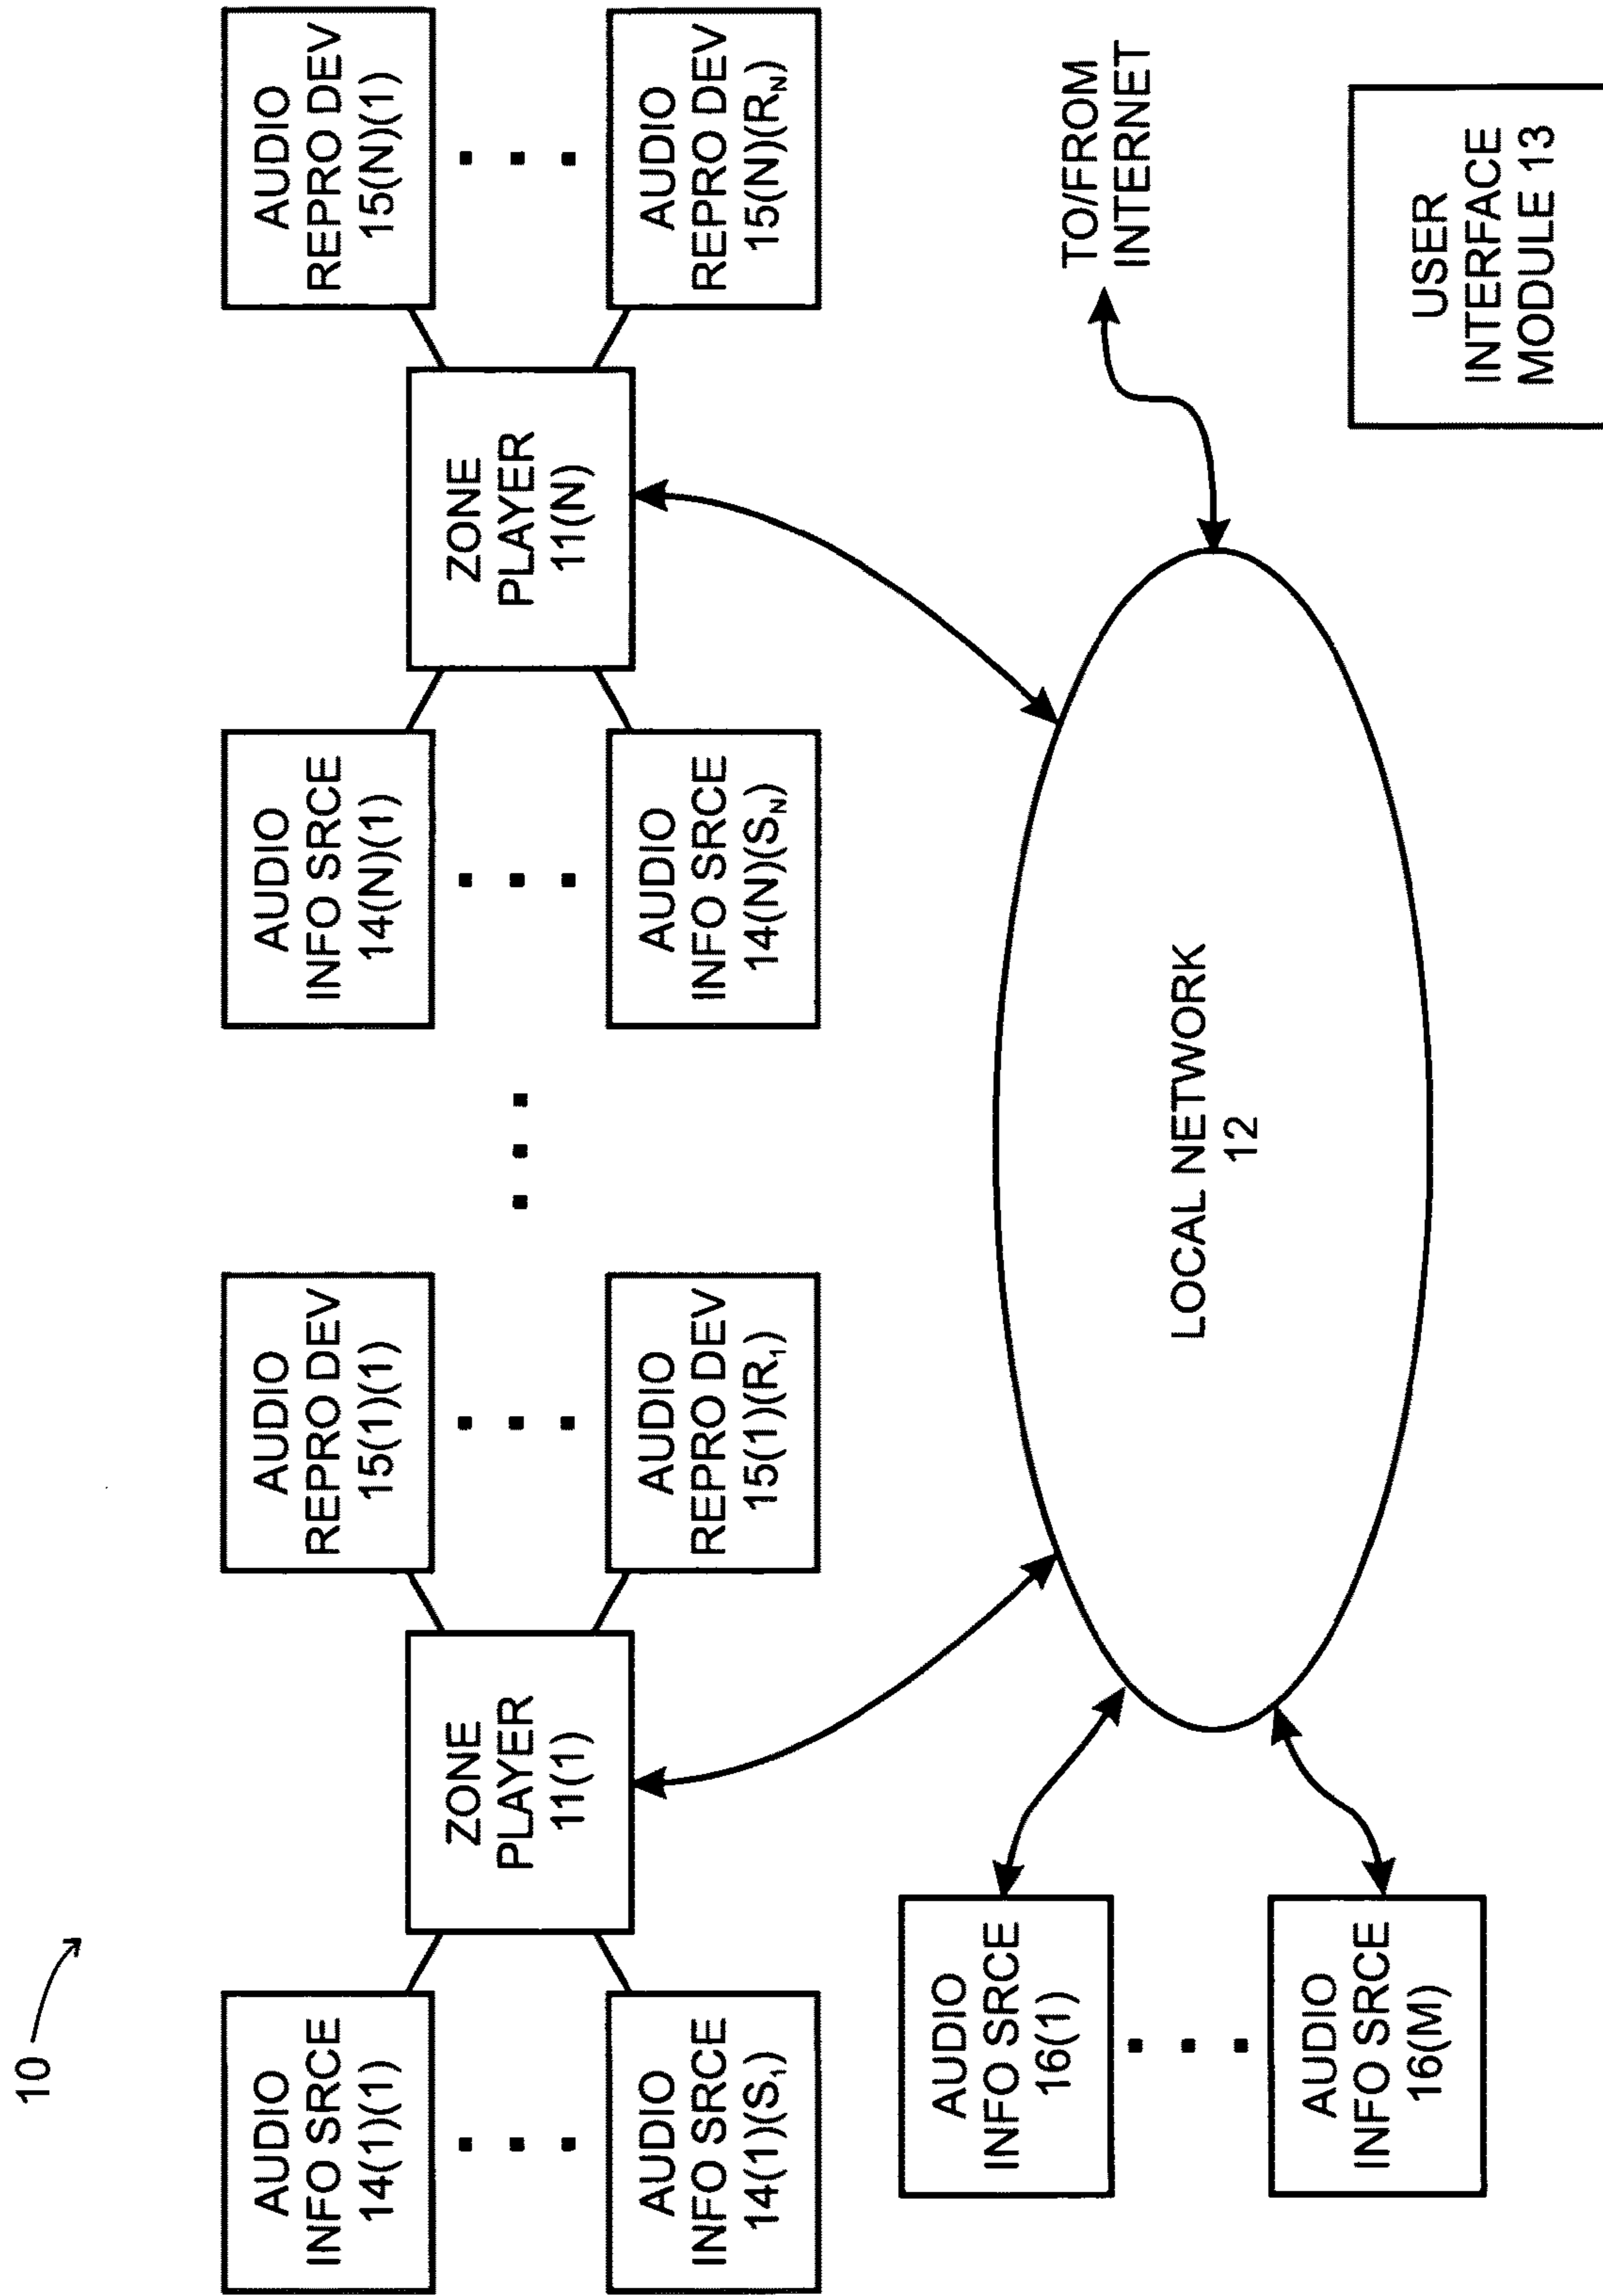 10
AUDIO
INFO SRCE
14(1)(1)
AUDIO
REPRO DEV
15(1)(1)
AUDIO
INFO SRCE
14(N)(1)
AUDIO
REPRO DEV
15(N)(1)
ZONE
PLAYER
11(1)
ZONE
PLAYER
11(N)
AUDIO
INFO SRCE
14(1)(S₁)
AUDIO
REPRO DEV
15(1)(R₁)
AUDIO
INFO SRCE
14(N)(Sₙ)
AUDIO
REPRO DEV
15(N)(Rₙ)
AUDIO
INFO SRCE
16(1)
AUDIO
INFO SRCE
16(M)
LOCAL NETWORK
12
TO/FROM
INTERNET
USER
INTERFACE
MODULE 13